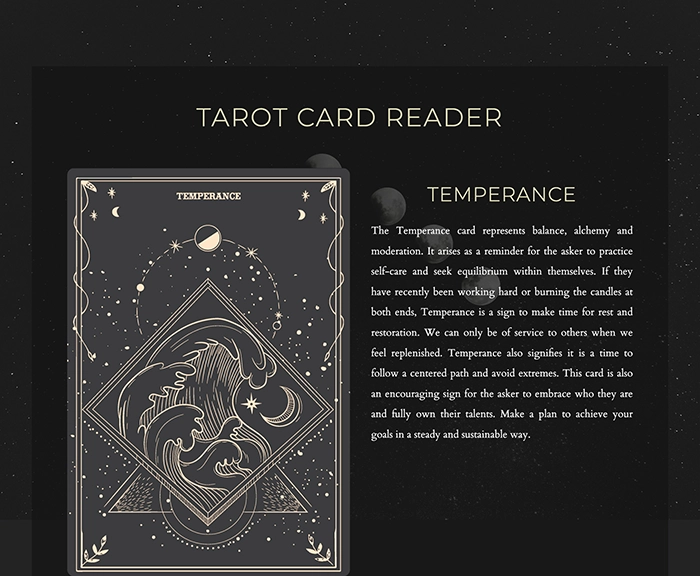 TAROT CARD READER
TEMPERANCE
TEMPERANCE
The Temperance card represents balance, alchemy and
moderation. It arises as a reminder for the asker to practice
self-care and seek equilibrium within themselves. If they
have recently been working hard or burning the candles at
both ends, Temperance is a sign to make time for rest and
restoration. We can only be of service to others when we
feel replenished. Temperance also signifies it is a time to
follow a centered path and avoid extremes. This card is also
an encouraging sign for the asker to embrace who they are
and fully own their talents. Make a plan to achieve your
goals in a steady and sustainable way.